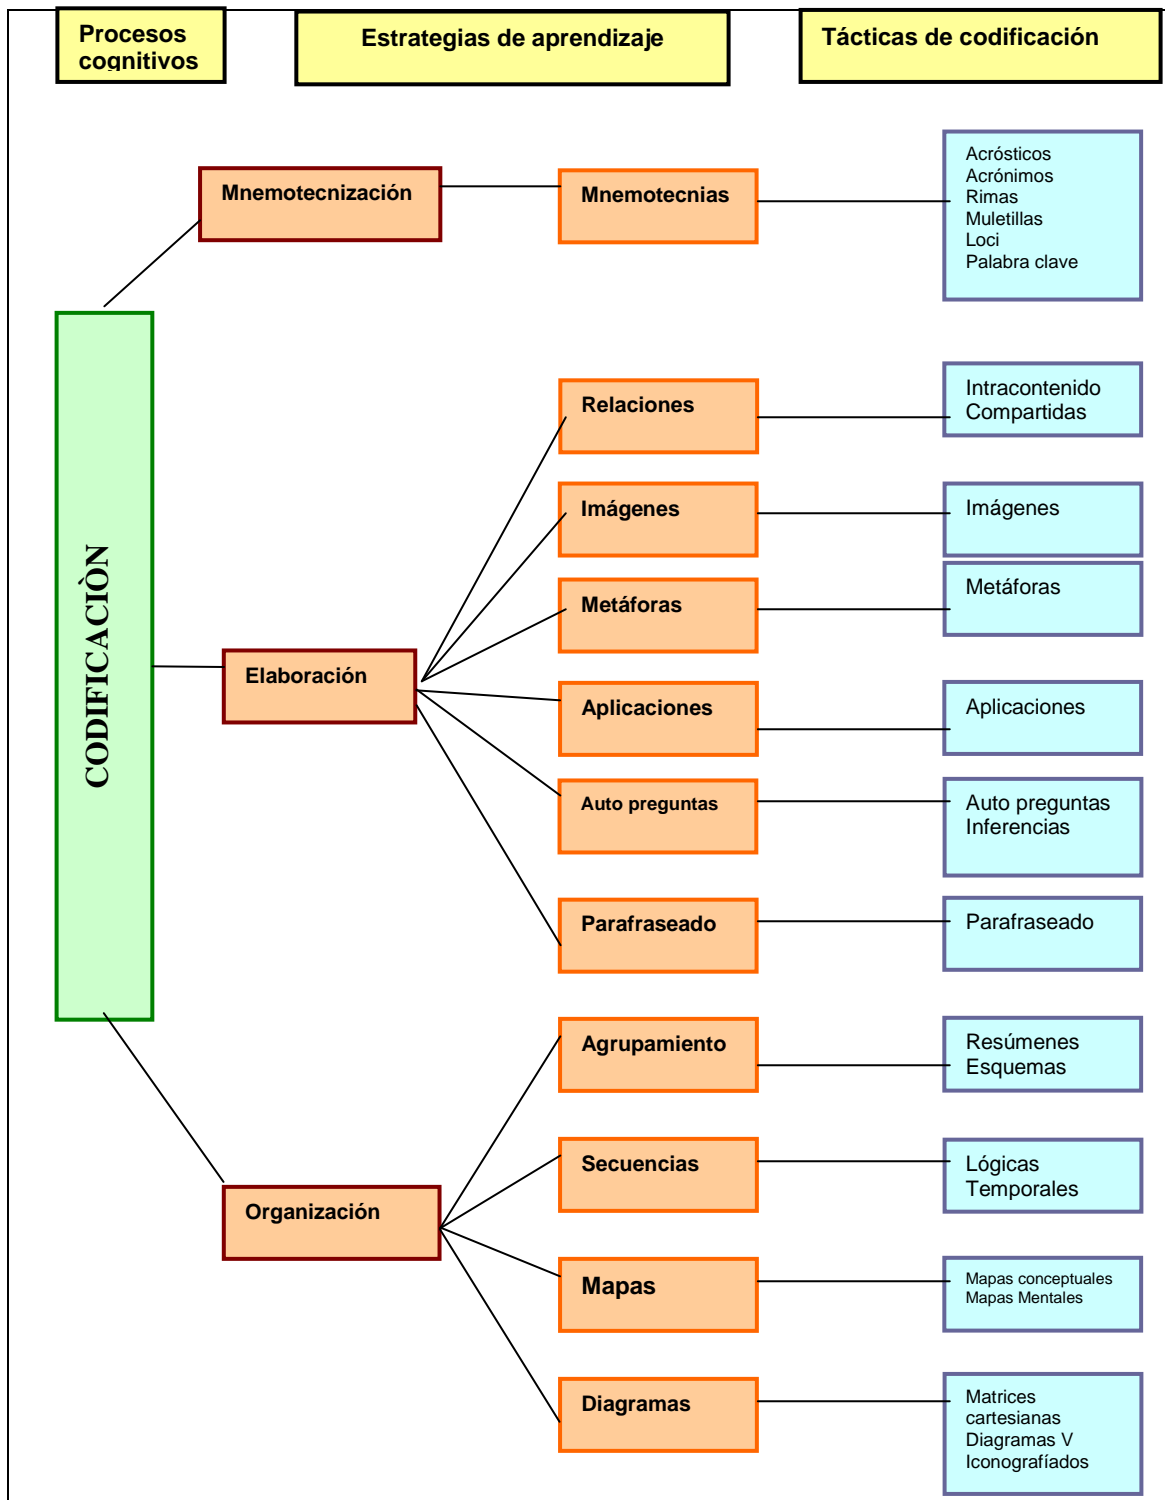 Procesos
cognitivos
Estrategias de aprendizaje
Tácticas de codificación
Mnemotecnización
Mnemotecnias
Acrósticos
Acrónimos
Rimas
Muletillas
Loci
Palabra clave
CODIFICACIÒN
Relaciones
Intracontenido
Compartidas
Imágenes
Imágenes
Metáforas
Metáforas
Elaboración
Aplicaciones
Aplicaciones
Auto preguntas
Auto preguntas
Inferencias
Parafraseado
Parafraseado
Agrupamiento
Resúmenes
Esquemas
Secuencias
Lógicas
Temporales
Organización
Mapas
Mapas conceptuales
Mapas Mentales
Diagramas
Matrices
cartesianas
Diagramas V
Iconografíados